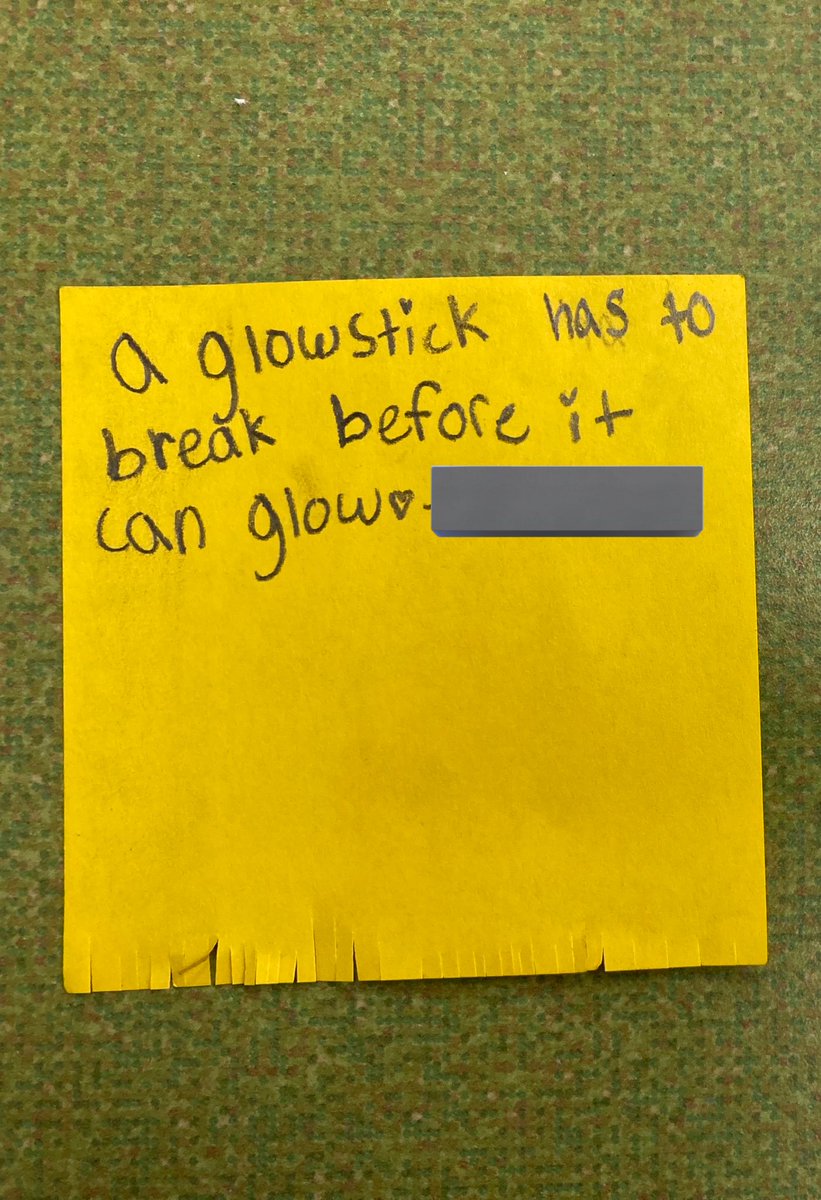 A glowstick has to
break before it
can glow♥-